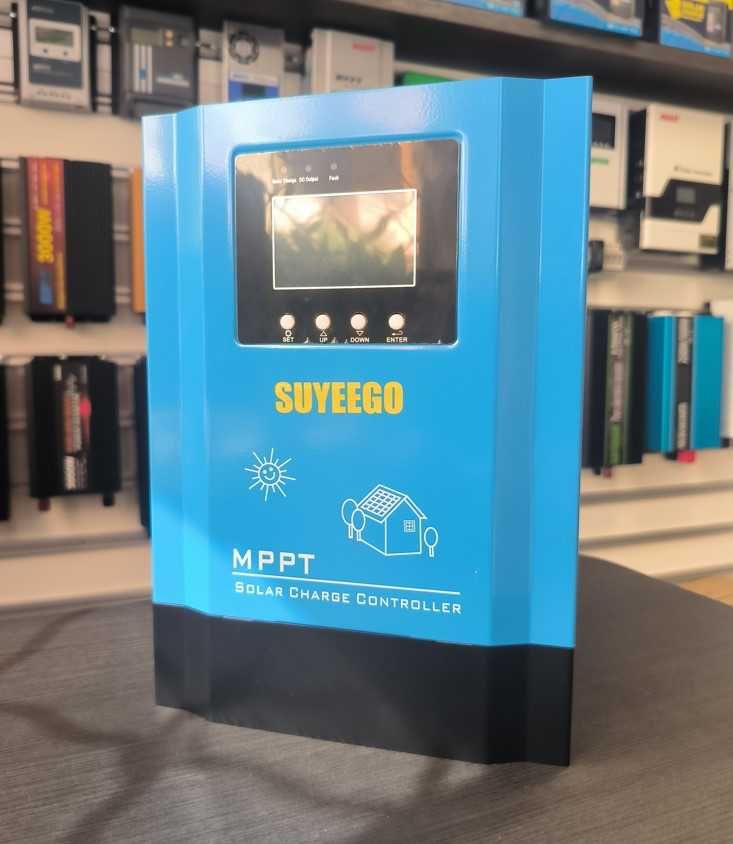 Solar Charge DC Output Fault
SET UP DOWN ENTER
SUYEEGO
MPPT
SOLAR CHARGE CONTROLLER
3000W